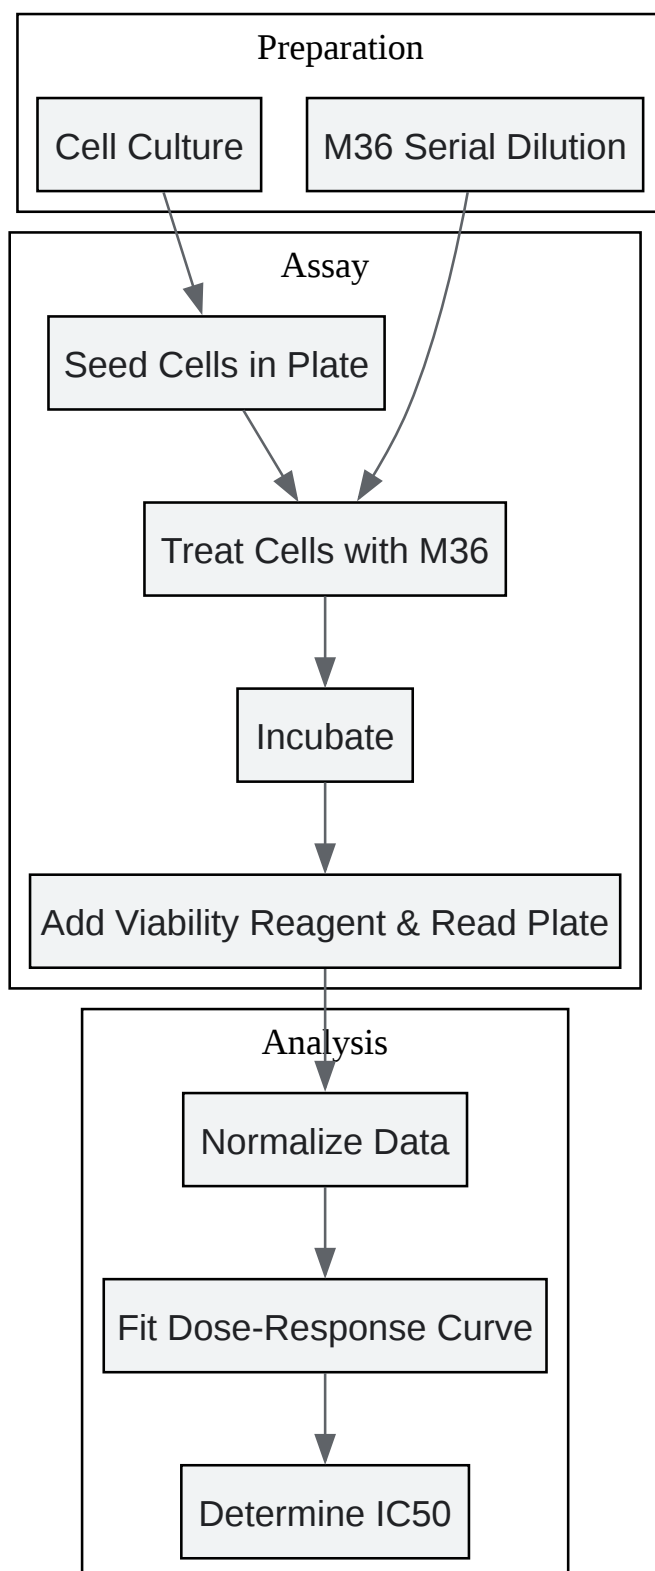 Preparation
Cell Culture
M36 Serial Dilution
Assay
Seed Cells in Plate
Treat Cells with M36
Incubate
Add Viability Reagent & Read Plate
Analysis
Normalize Data
Fit Dose-Response Curve
Determine IC50